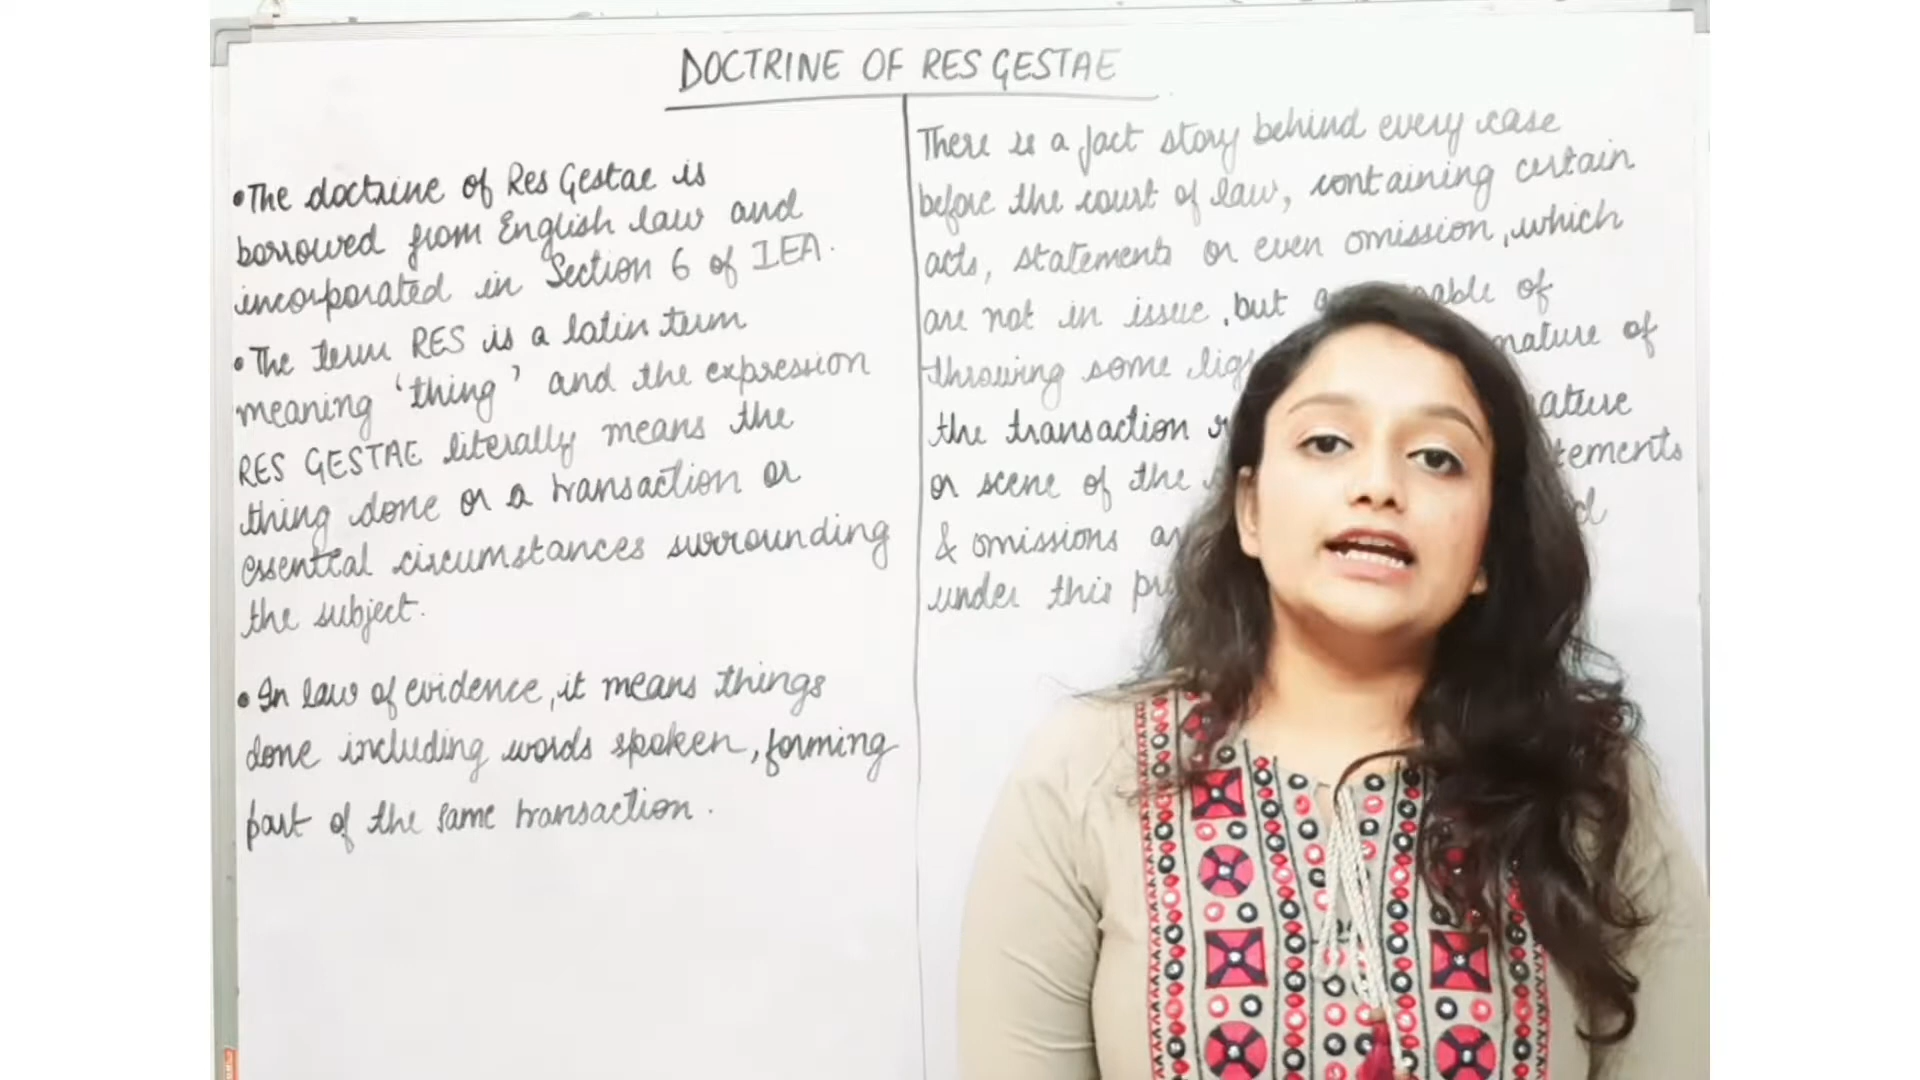 DOCTRINE OF RES GESTAE
•The doctrine of Res Gestae is
borrowed from English law and
incorporated in Section 6 of IEA.
•The term RES is a latin term
meaning 'thing' and the expression
RES GESTAE literally means the
thing done or a transaction or
essential circumstances surrounding
the subject.
•In law of evidence, it means things
done including words spoken, forming
part of the same transaction.
There is a fact story behind every case
before the court of law, containing certain
acts, statements or even omission, which
are not in issue, but of
throwing some nature of
the transaction
or scene of the
& omissions
under this